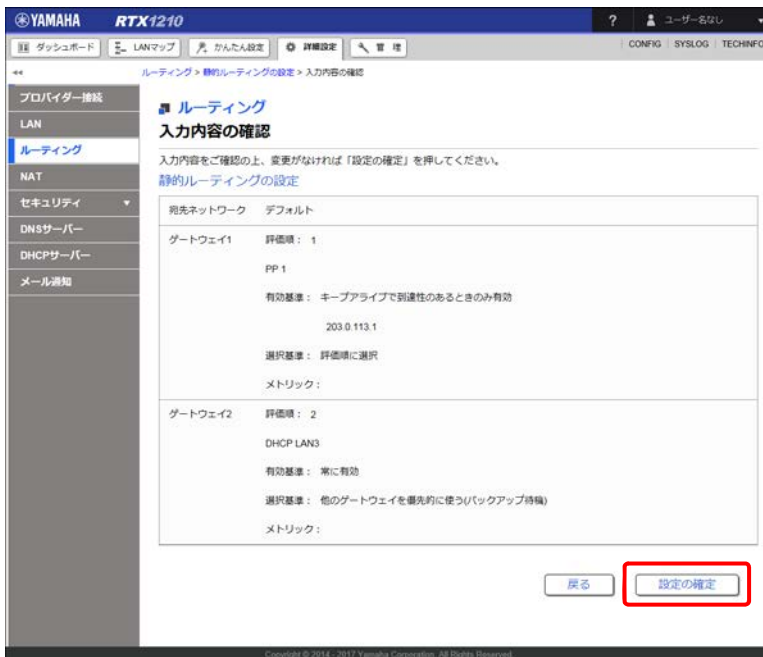 YAMAHA RTX1210 ? ユーザー名なし
ダッシュボード LANマップ かんたん設定 詳細設定 管理 CONFIG SYSLOG TECHINFO
ルーティング > 静的ルーティングの設定 > 入力内容の確認
プロバイダー接続
LAN
ルーティング
NAT
セキュリティ
DNSサーバー
DHCPサーバー
メール通知
ルーティング
入力内容の確認
入力内容をご確認の上、変更がなければ「設定の確定」を押してください。
静的ルーティングの設定
宛先ネットワーク デフォルト
ゲートウェイ1 評価順： 1
PP 1
有効基準： キープアライブで到達性のあるときのみ有効
203.0.113.1
選択基準： 評価順に選択
メトリック：
ゲートウェイ2 評価順： 2
DHCP LAN3
有効基準： 常に有効
選択基準： 他のゲートウェイを優先的に使う(バックアップ待機)
メトリック：
戻る 設定の確定
Copyright © 2014 - 2017 Yamaha Corporation. All Rights Reserved.